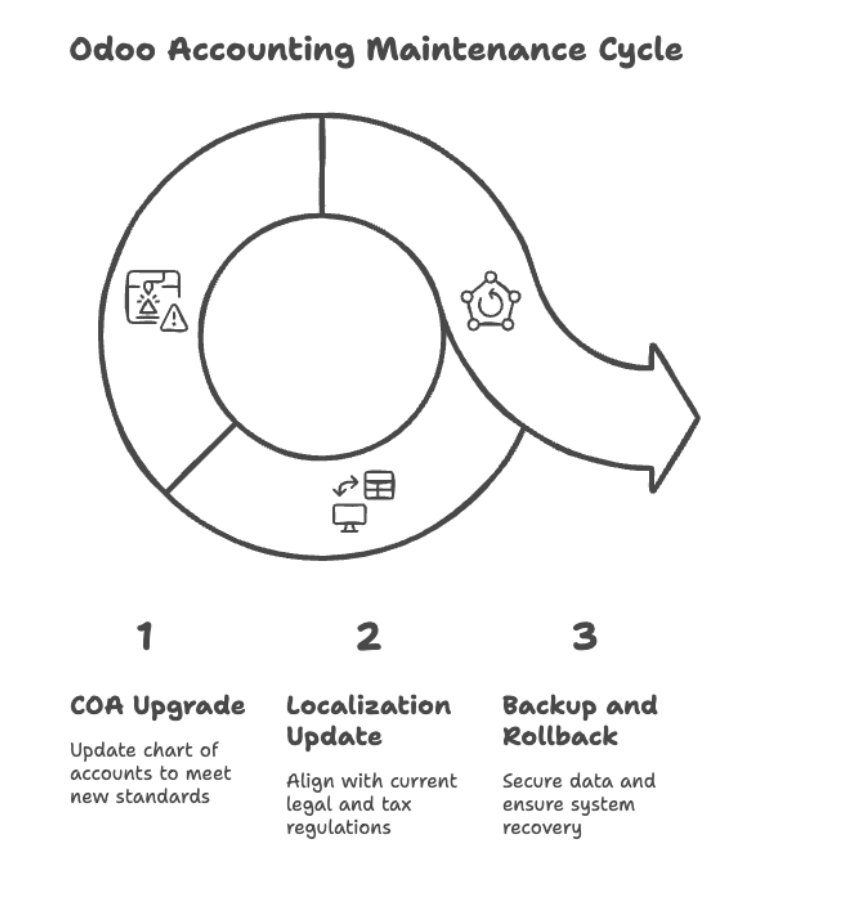 Odoo Accounting Maintenance Cycle
1
COA Upgrade
Update chart of
accounts to meet
new standards
2
Localization
Update
Align with current
legal and tax
regulations
3
Backup and
Rollback
Secure data and
ensure system
recovery